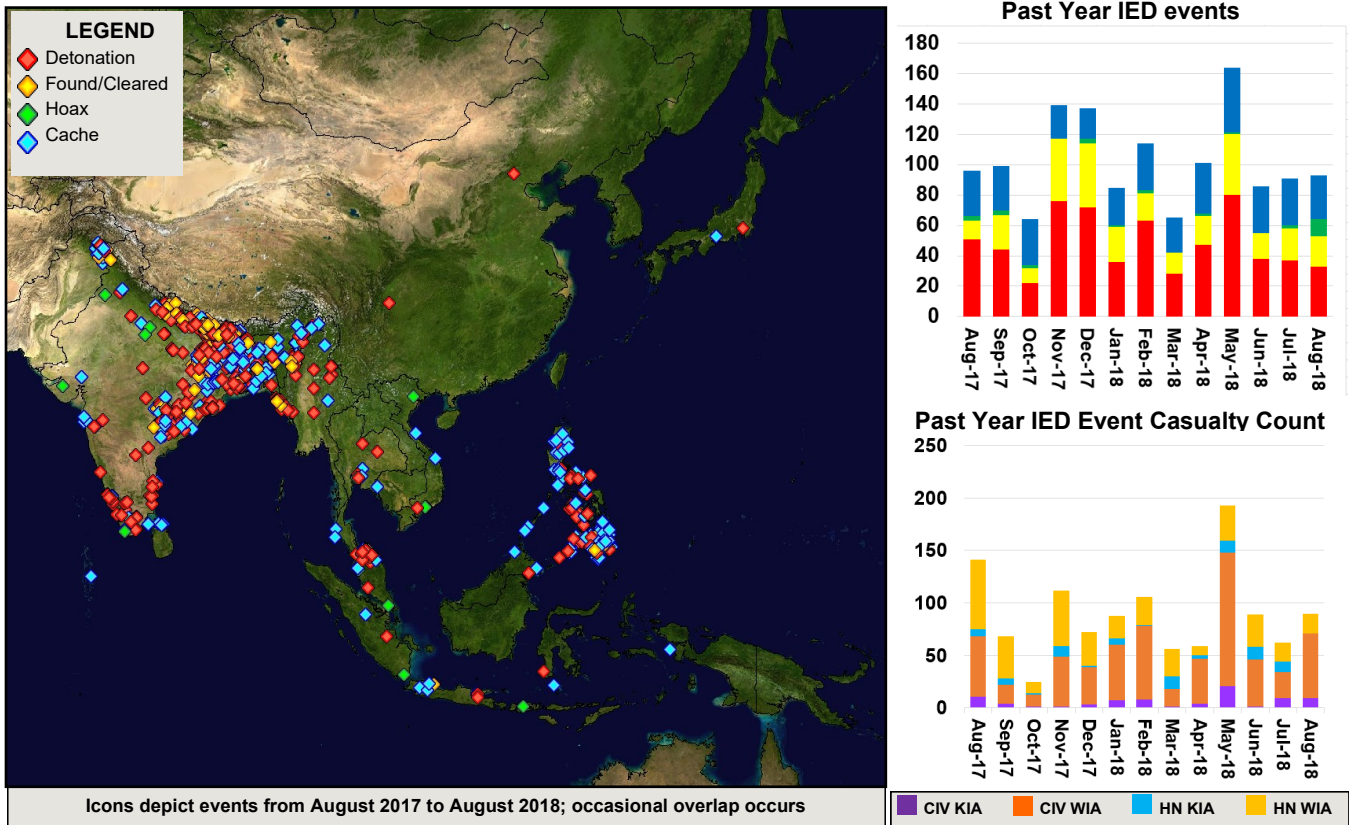 LEGEND
Detonation
Found/Cleared
Hoax
Cache
Icons depict events from August 2017 to August 2018; occasional overlap occurs
Past Year IED events
180
160
140
120
100
80
60
40
20
0
Aug-17
Sep-17
Oct-17
Nov-17
Dec-17
Jan-18
Feb-18
Mar-18
Apr-18
May-18
Jun-18
Jul-18
Aug-18
Past Year IED Event Casualty Count
250
200
150
100
50
0
Aug-17
Sep-17
Oct-17
Nov-17
Dec-17
Jan-18
Feb-18
Mar-18
Apr-18
May-18
Jun-18
Jul-18
Aug-18
CIV KIA CIV WIA HN KIA HN WIA